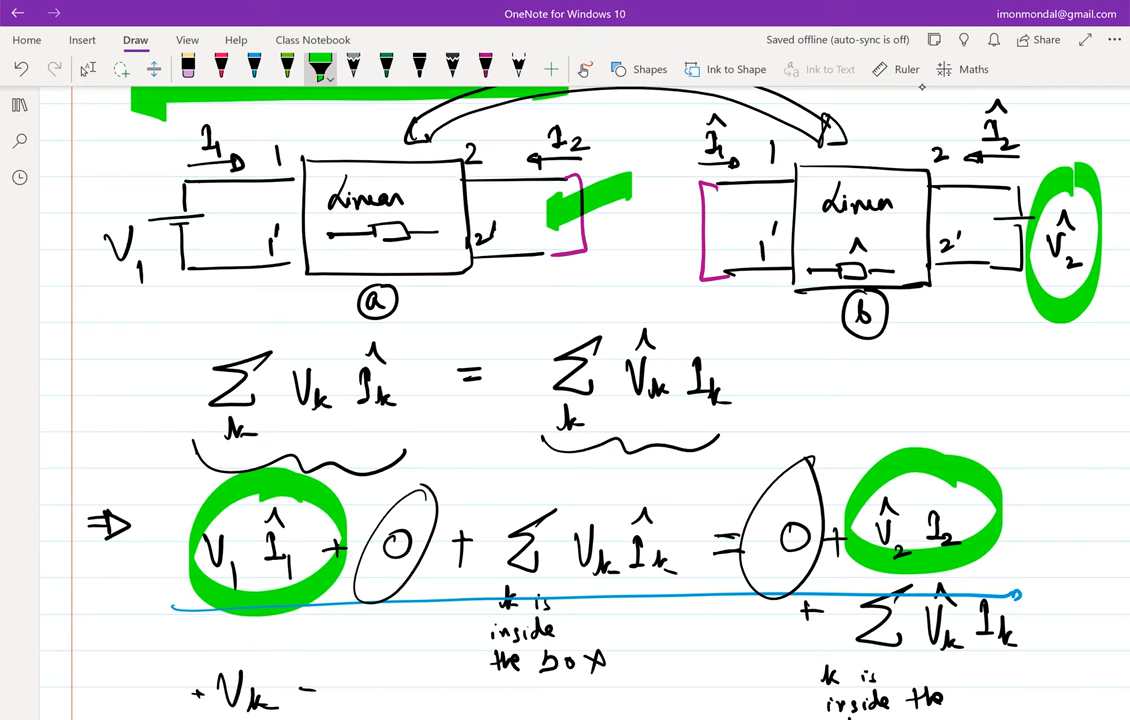 OneNote for Windows 10
imonmondal@gmail.com
Home Insert Draw View Help Class Notebook
Saved offline (auto-sync is off) Share
Shapes Ink to Shape Ink to Text Ruler Maths
I₁ 1 2 I₂ Î₁ 1 2 Î₂
Linear Linear
V₁ 1' 2' 1' 2' V̂₂
ⓐ ⓑ
∑ₖ Vₖ Îₖ = ∑ₖ V̂ₖ Iₖ
⇒ V₁ Î₁ + 0 + ∑ Vₖ Îₖ = 0 + V̂₂ I₂
k is
inside
the box
+ ∑ V̂ₖ Iₖ
k is
inside the
+ Vₖ −